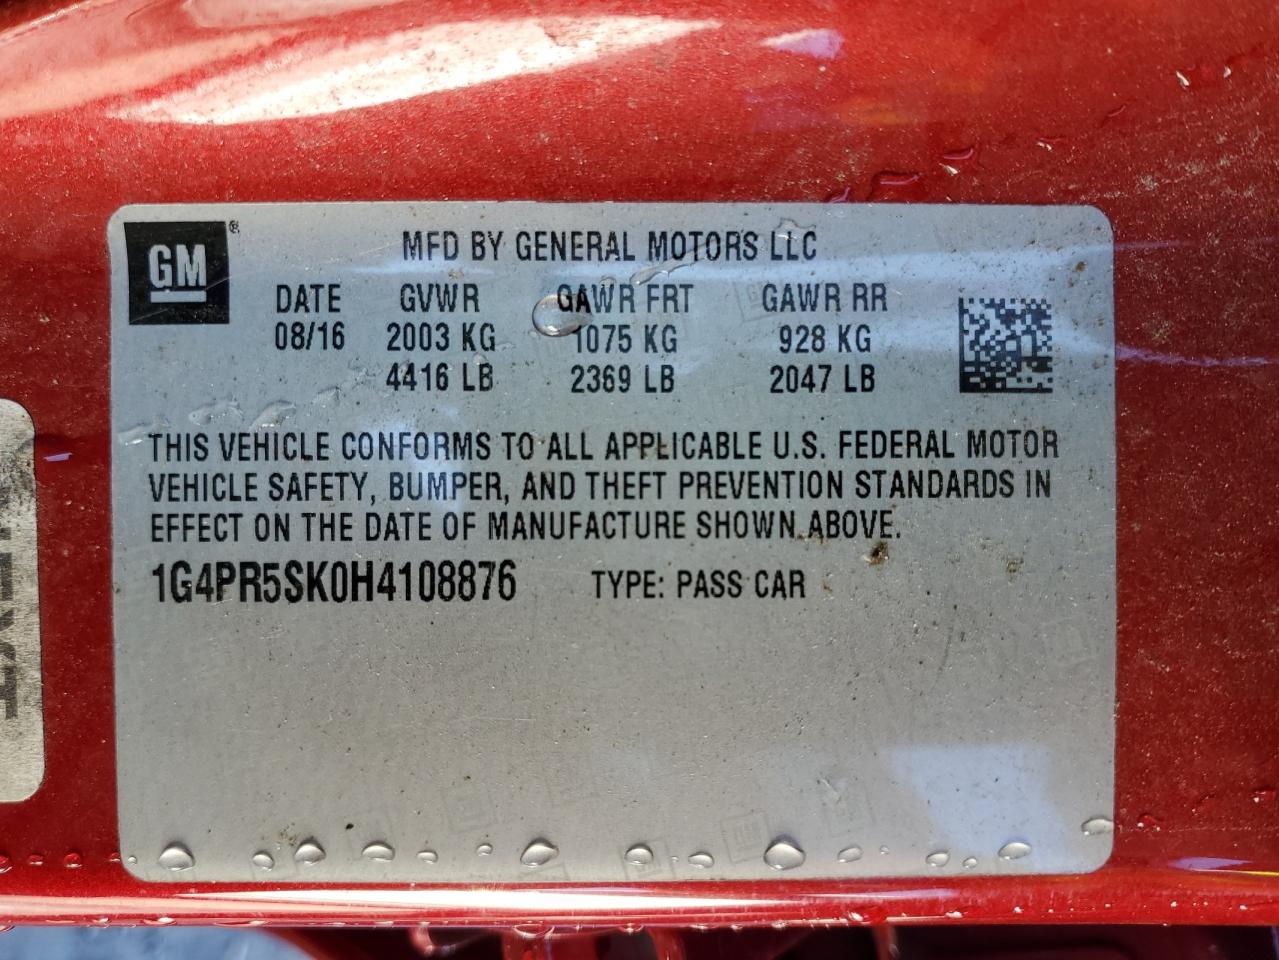 GM®
MFD BY GENERAL MOTORS LLC
DATE GVWR GAWR FRT GAWR RR
08/16 2003 KG 1075 KG 928 KG
4416 LB 2369 LB 2047 LB
THIS VEHICLE CONFORMS TO ALL APPLICABLE U.S. FEDERAL MOTOR
VEHICLE SAFETY, BUMPER, AND THEFT PREVENTION STANDARDS IN
EFFECT ON THE DATE OF MANUFACTURE SHOWN ABOVE.
1G4PR5SK0H4108876 TYPE: PASS CAR